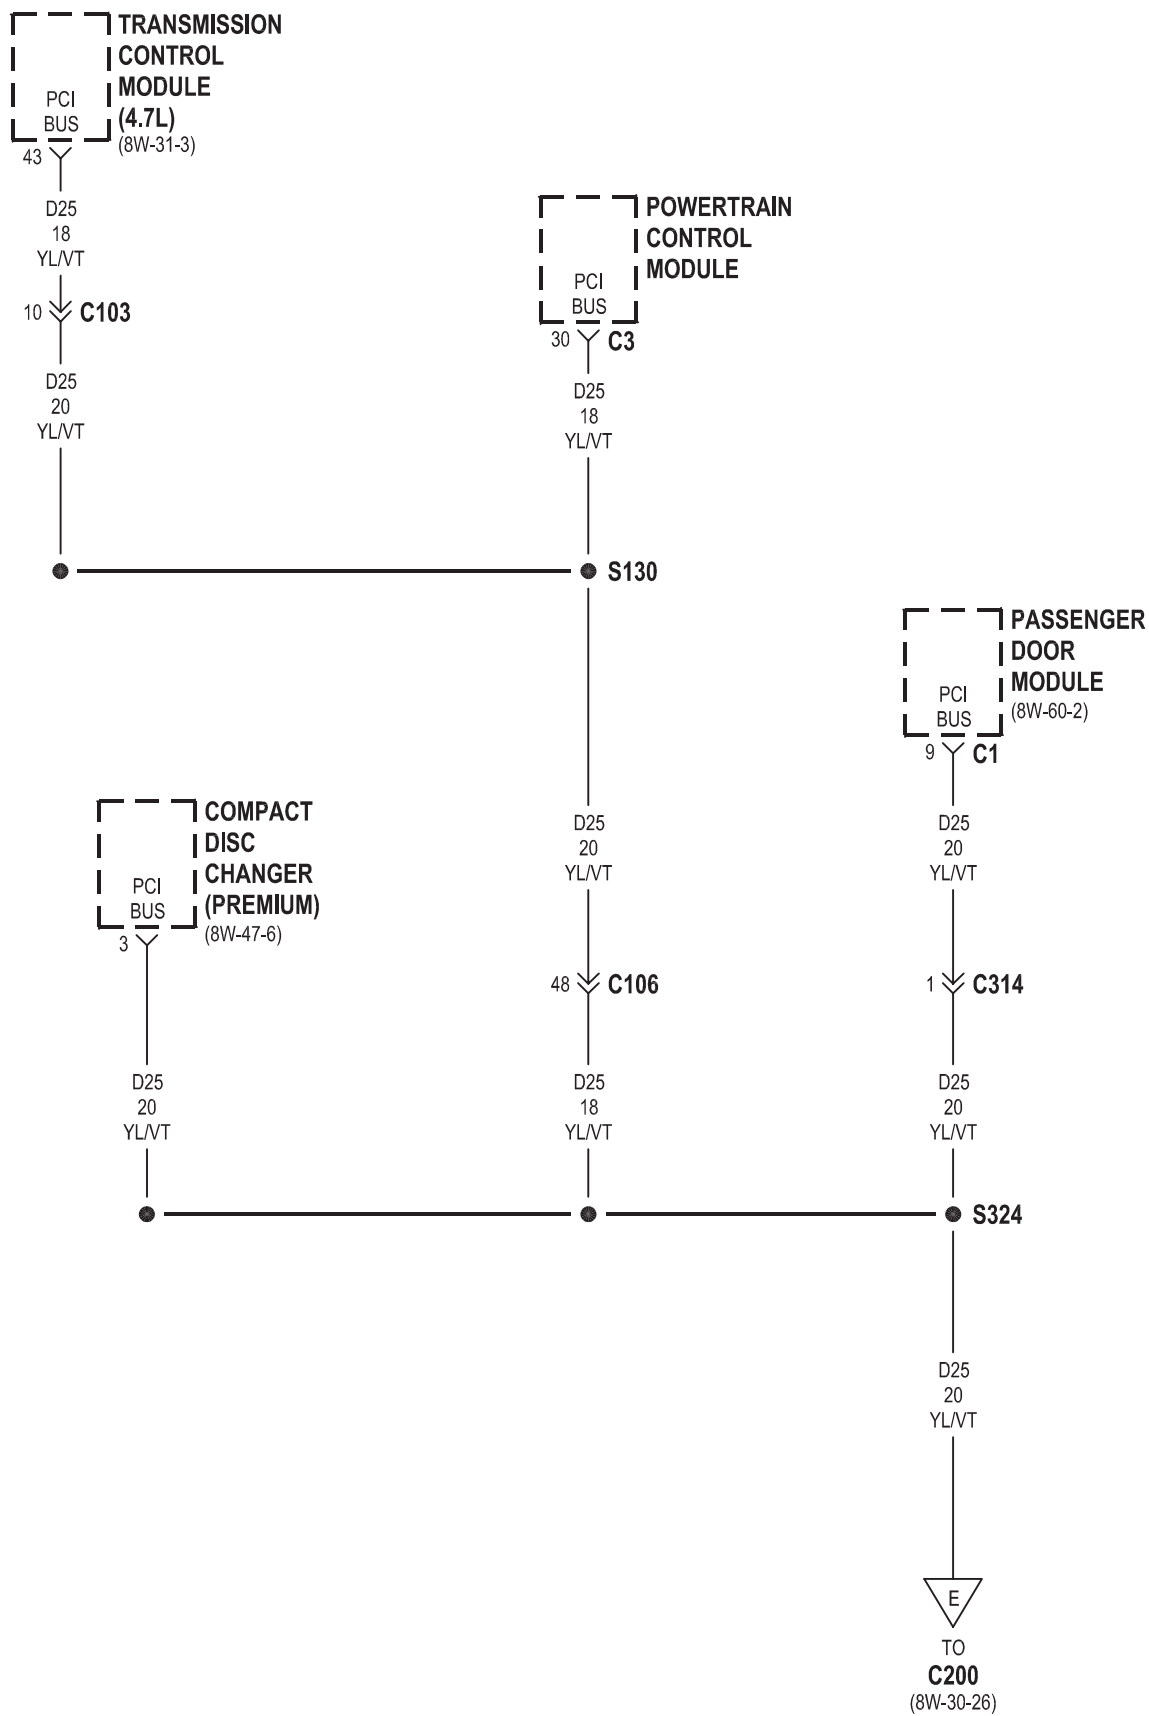 TRANSMISSION
CONTROL
MODULE
(4.7L)
(8W-31-3)
PCI
BUS
43
D25
18
YL/VT
10
C103
D25
20
YL/VT
POWERTRAIN
CONTROL
MODULE
PCI
BUS
30
C3
D25
18
YL/VT
S130
PASSENGER
DOOR
MODULE
(8W-60-2)
PCI
BUS
9
C1
COMPACT
DISC
CHANGER
(PREMIUM)
(8W-47-6)
PCI
BUS
3
D25
20
YL/VT
D25
20
YL/VT
48
C106
1
C314
D25
20
YL/VT
D25
18
YL/VT
D25
20
YL/VT
S324
D25
20
YL/VT
E
TO
C200
(8W-30-26)